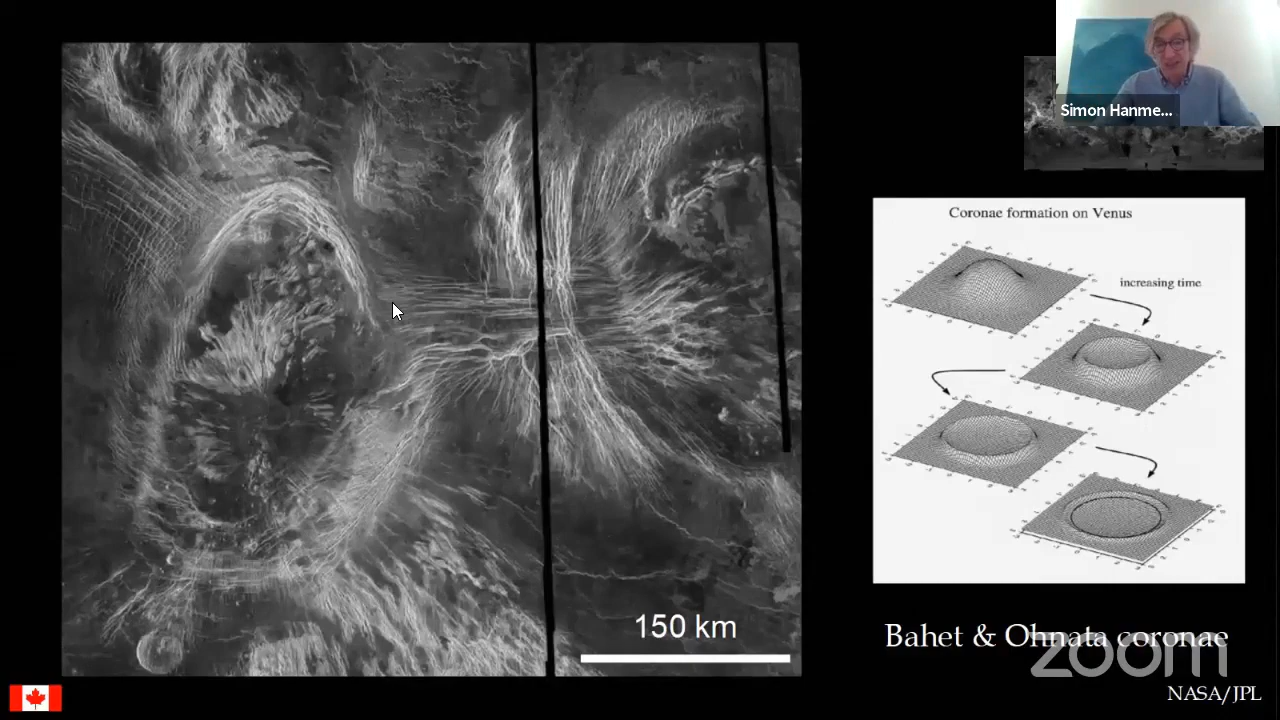 Simon Hanme...
Coronae formation on Venus
increasing time
150 km
Bahet & Ohnata coronae
zoom
NASA/JPL